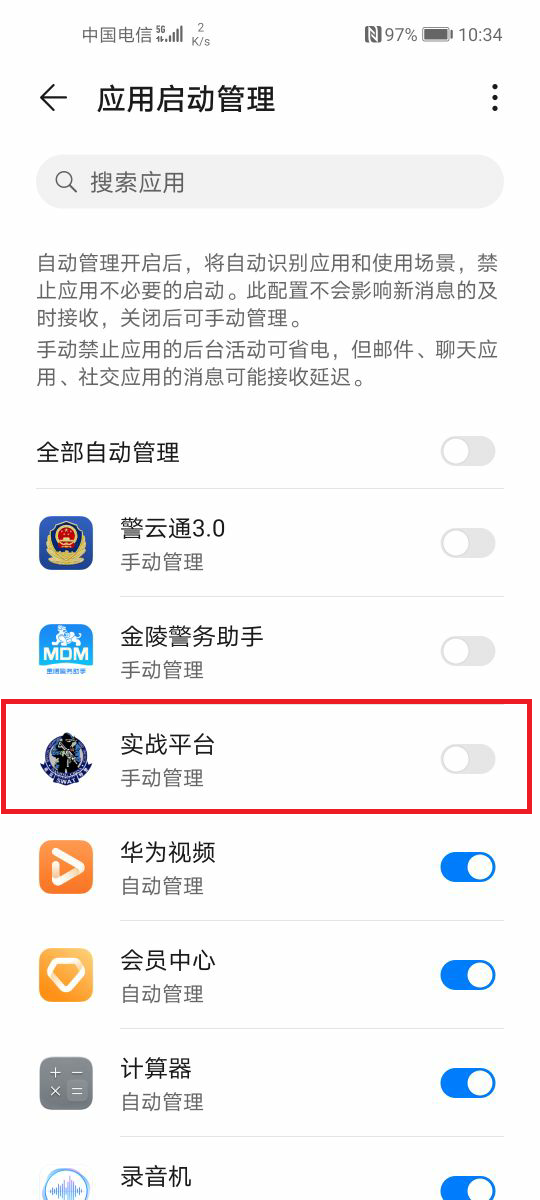 中国电信 5G 2 K/s 97% 10:34
应用启动管理
搜索应用
自动管理开启后，将自动识别应用和使用场景，禁
止应用不必要的启动。此配置不会影响新消息的及
时接收，关闭后可手动管理。
手动禁止应用的后台活动可省电，但邮件、聊天应
用、社交应用的消息可能接收延迟。
全部自动管理
警云通3.0
手动管理
金陵警务助手
MDM
金陵警务助手
手动管理
实战平台
SWAT
手动管理
华为视频
自动管理
会员中心
自动管理
计算器
自动管理
录音机